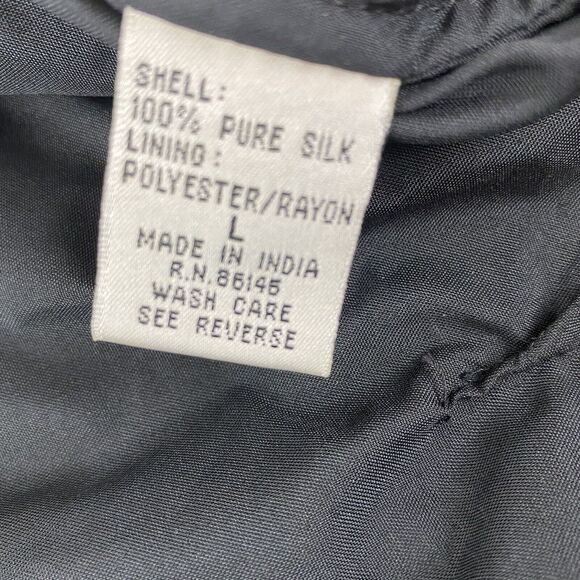 SHELL:
100% PURE SILK
LINING:
POLYESTER/RAYON
L
MADE IN INDIA
R.N.86145
WASH CARE
SEE REVERSE